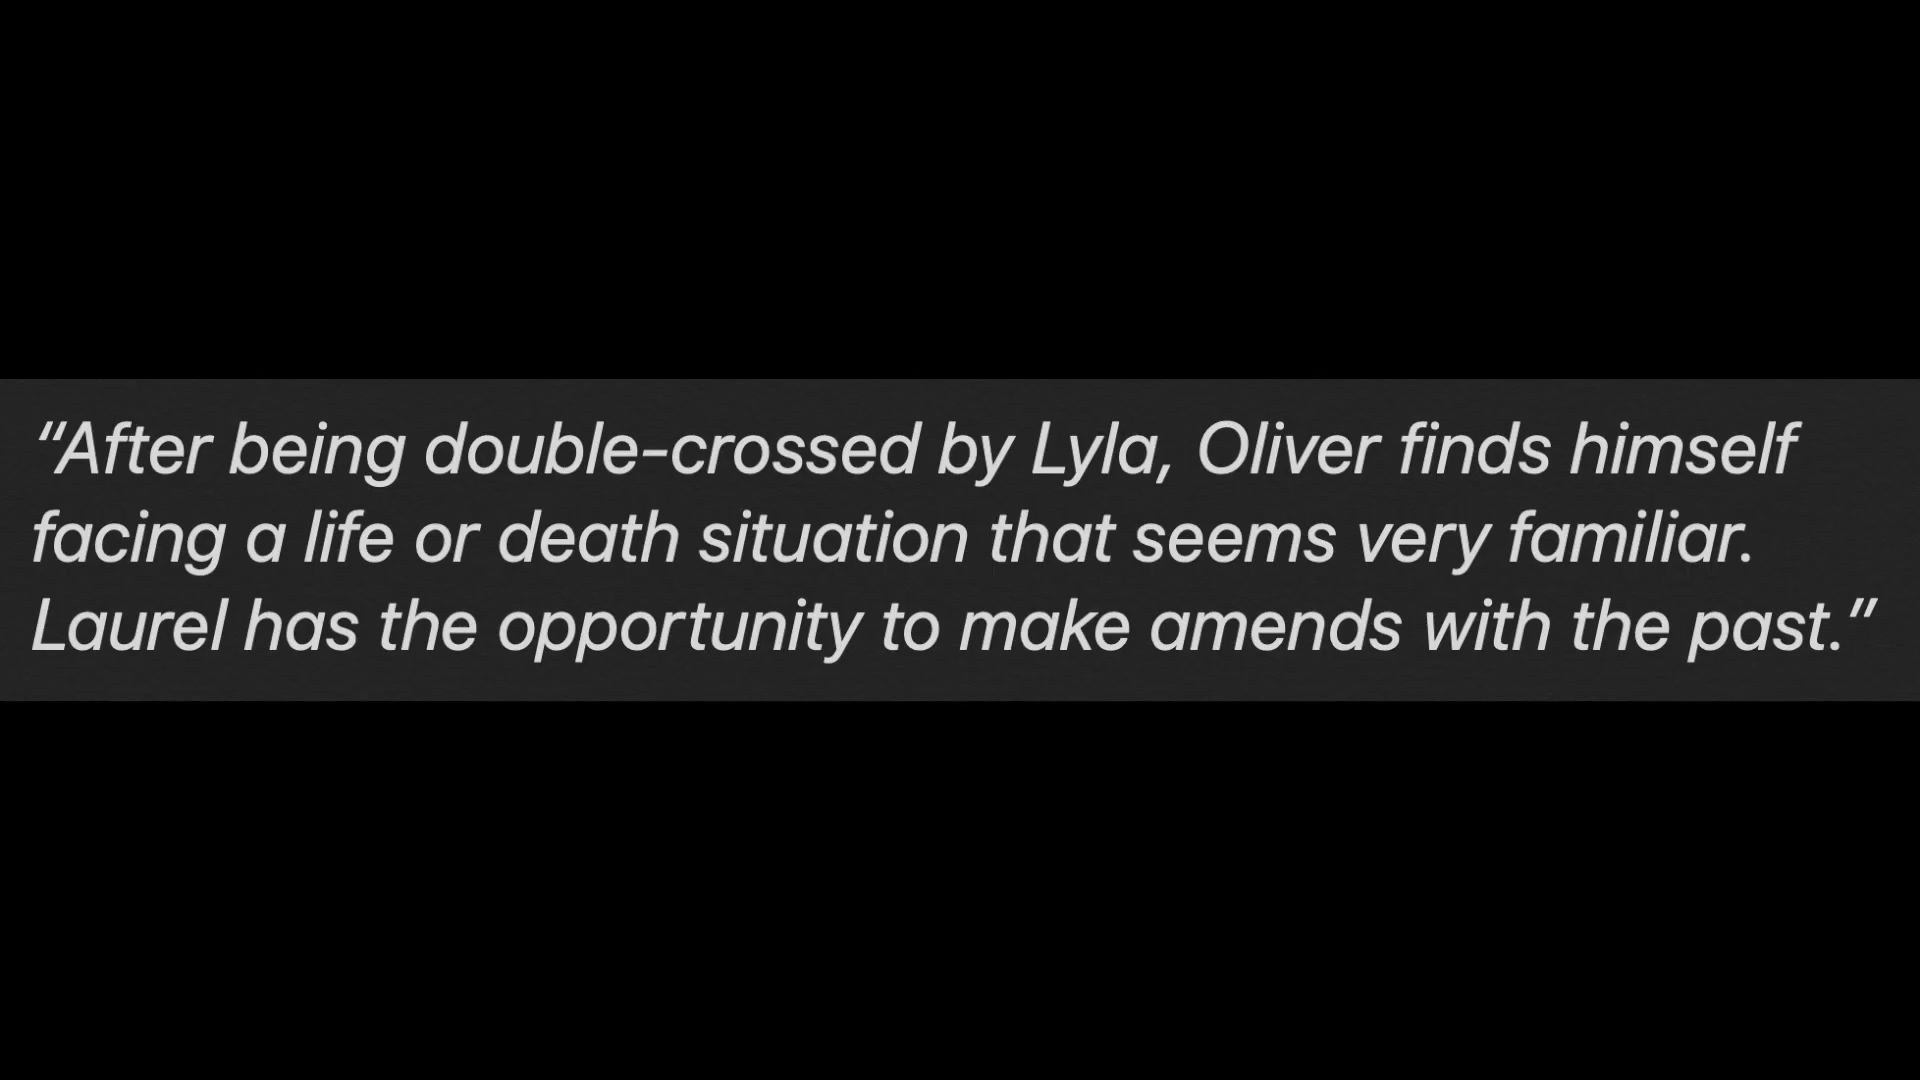 “After being double-crossed by Lyla, Oliver finds himself
facing a life or death situation that seems very familiar.
Laurel has the opportunity to make amends with the past.”